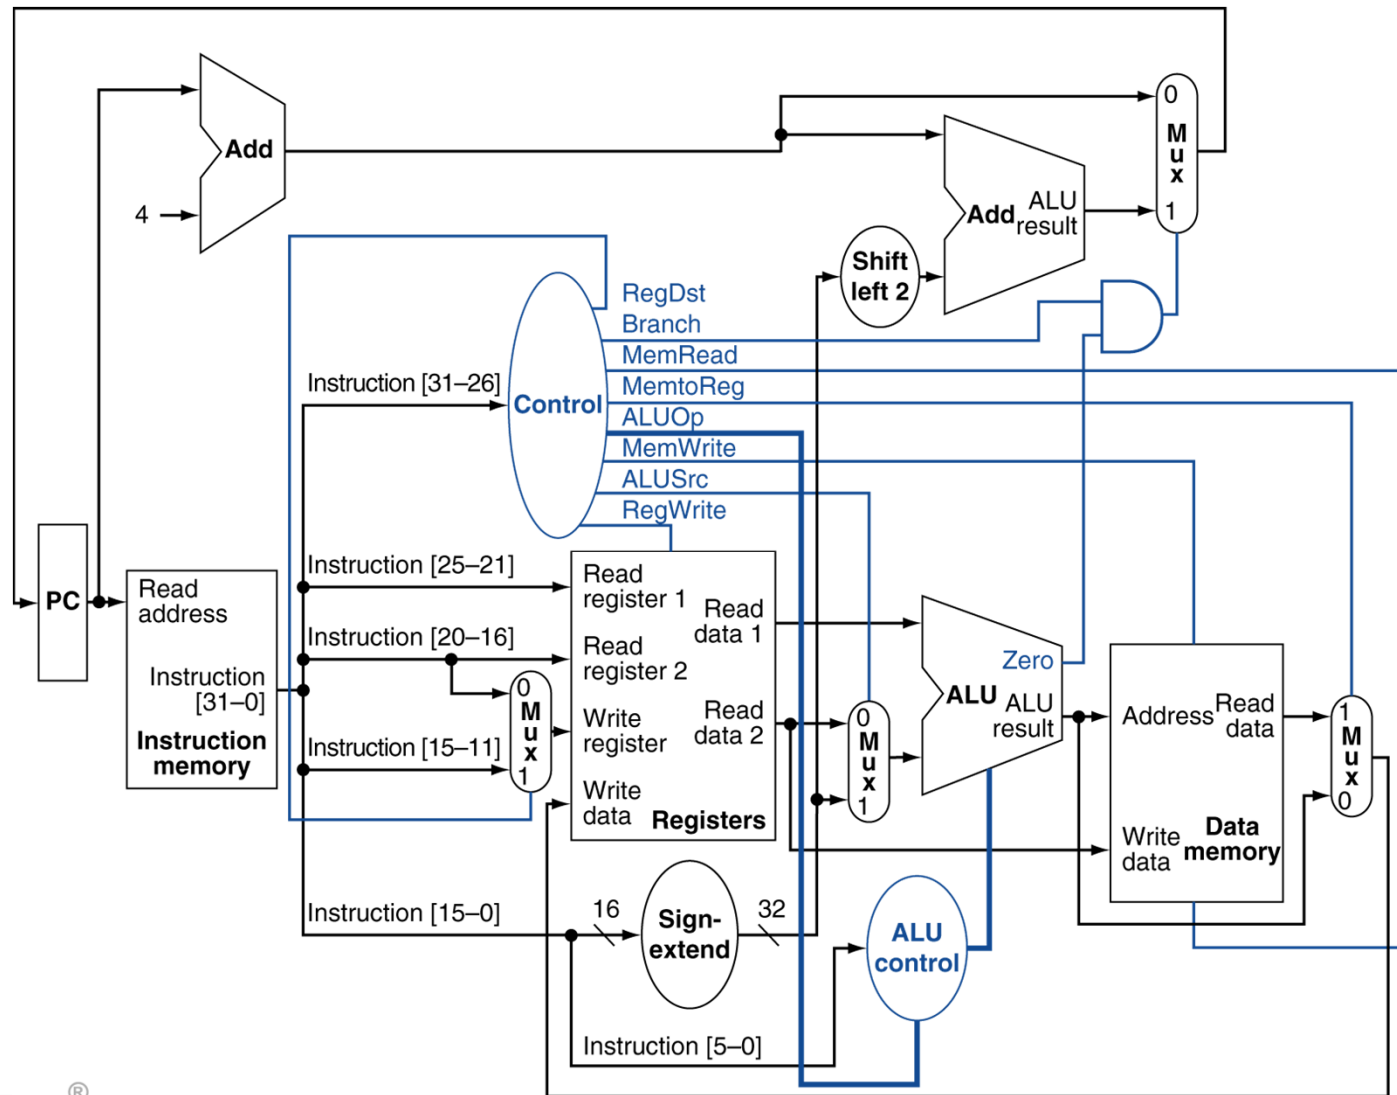 0
M
u
x
1
Add
4
Add
ALU
result
Shift
left 2
RegDst
Branch
MemRead
MemtoReg
ALUOp
MemWrite
ALUSrc
RegWrite
Instruction [31–26]
Control
Instruction [25–21]
Instruction [20–16]
Instruction [15–11]
Instruction [15–0]
Instruction [5–0]
PC
Read
address
Instruction
[31–0]
Instruction
memory
0
M
u
x
1
Read
register 1
Read
register 2
Write
register
Write
data
Read
data 1
Read
data 2
Registers
0
M
u
x
1
Zero
ALU
ALU
result
Address
Read
data
Write
data
Data
memory
1
M
u
x
0
16
Sign-
extend
32
ALU
control
®